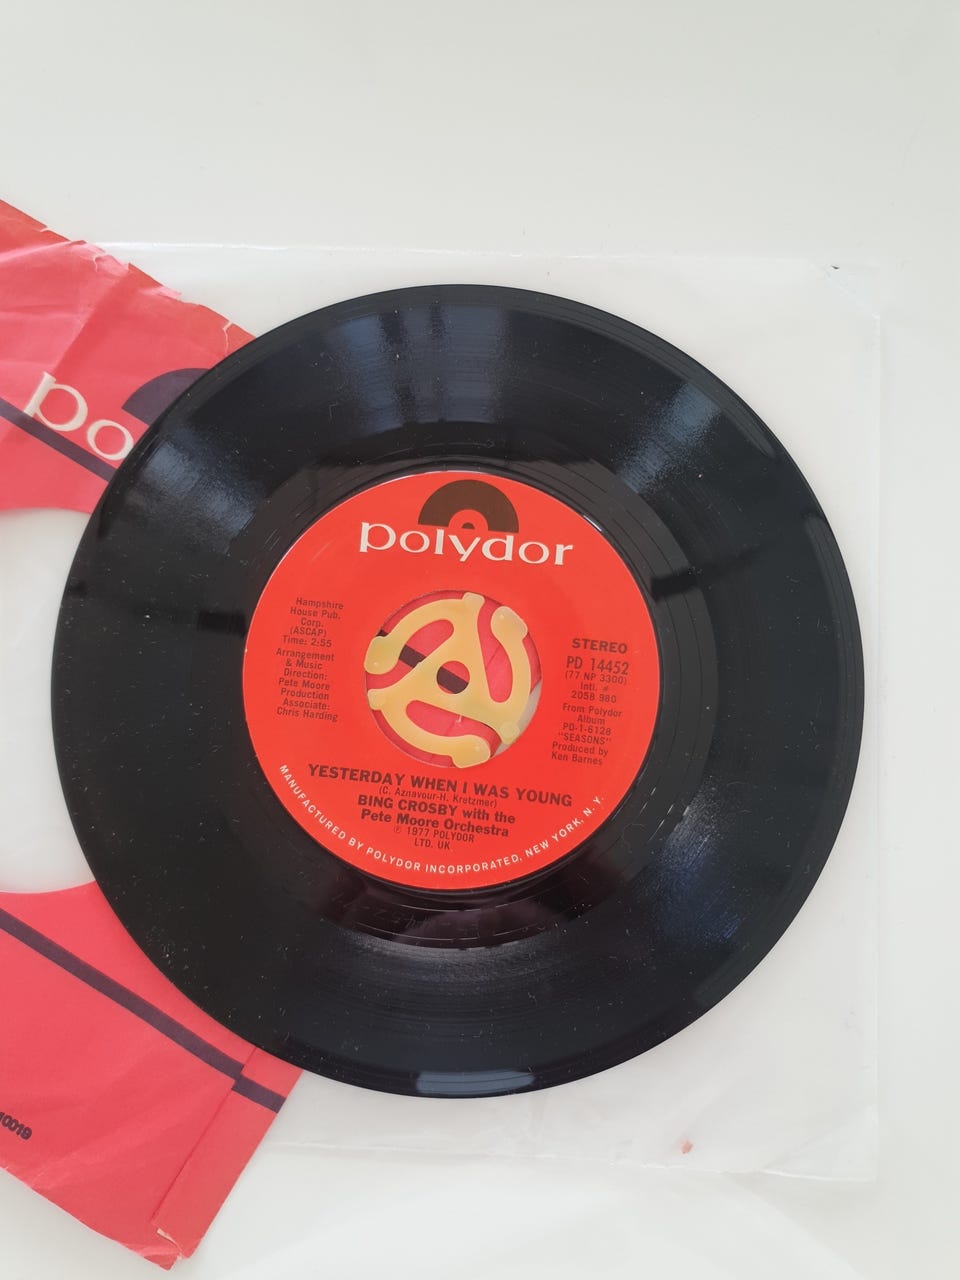 po
polydor
Hampshire
House Pub.
Corp.
(ASCAP)
Time: 2:55
Arrangement
& Music
Direction:
Pete Moore
Production
Associate:
Chris Harding
STEREO
PD 14452
(77 NP 3300)
Intl. #
2058 980
From Polydor
Album
PD-1-6128
"SEASONS"
Produced by
Ken Barnes
YESTERDAY WHEN I WAS YOUNG
(C. Aznavour-H. Kretzmer)
BING CROSBY with the
Pete Moore Orchestra
℗ 1977 POLYDOR
LTD. UK
MANUFACTURED BY POLYDOR INCORPORATED, NEW YORK, N. Y.
10019